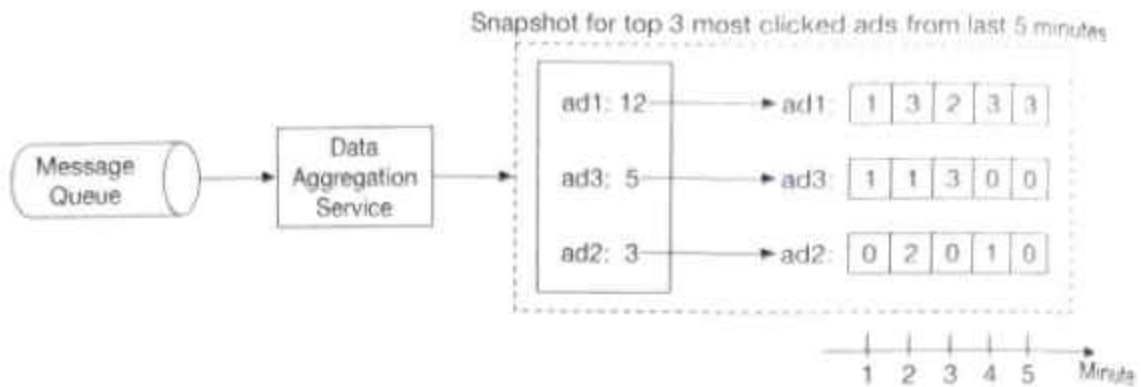 Snapshot for top 3 most clicked ads from last 5 minutes
Message
Queue
Data
Aggregation
Service
ad1: 12
ad3: 5
ad2: 3
ad1: 1 3 2 3 3
ad3: 1 1 3 0 0
ad2: 0 2 0 1 0
1 2 3 4 5 Minute